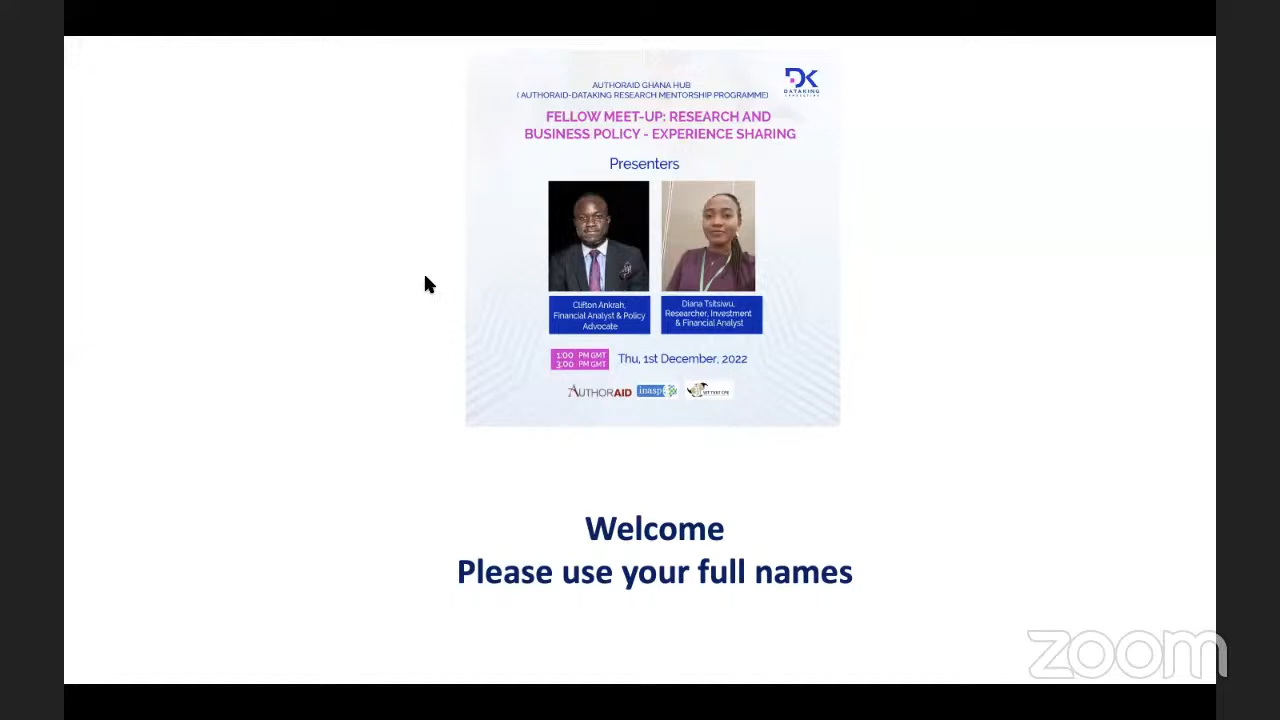 DK
DATAKING
CONSULTING
AUTHORAID GHANA HUB
( AUTHORAID-DATAKING RESEARCH MENTORSHIP PROGRAMME)
FELLOW MEET-UP: RESEARCH AND
BUSINESS POLICY - EXPERIENCE SHARING
Presenters
Clifton Ankrah,
Financial Analyst & Policy
Advocate
Diana Tsitsiwu,
Researcher, Investment
& Financial Analyst
1:00 PM GMT
3:00 PM GMT
Thu, 1st December, 2022
AUTHORAID
inasp
Welcome
Please use your full names
zoom